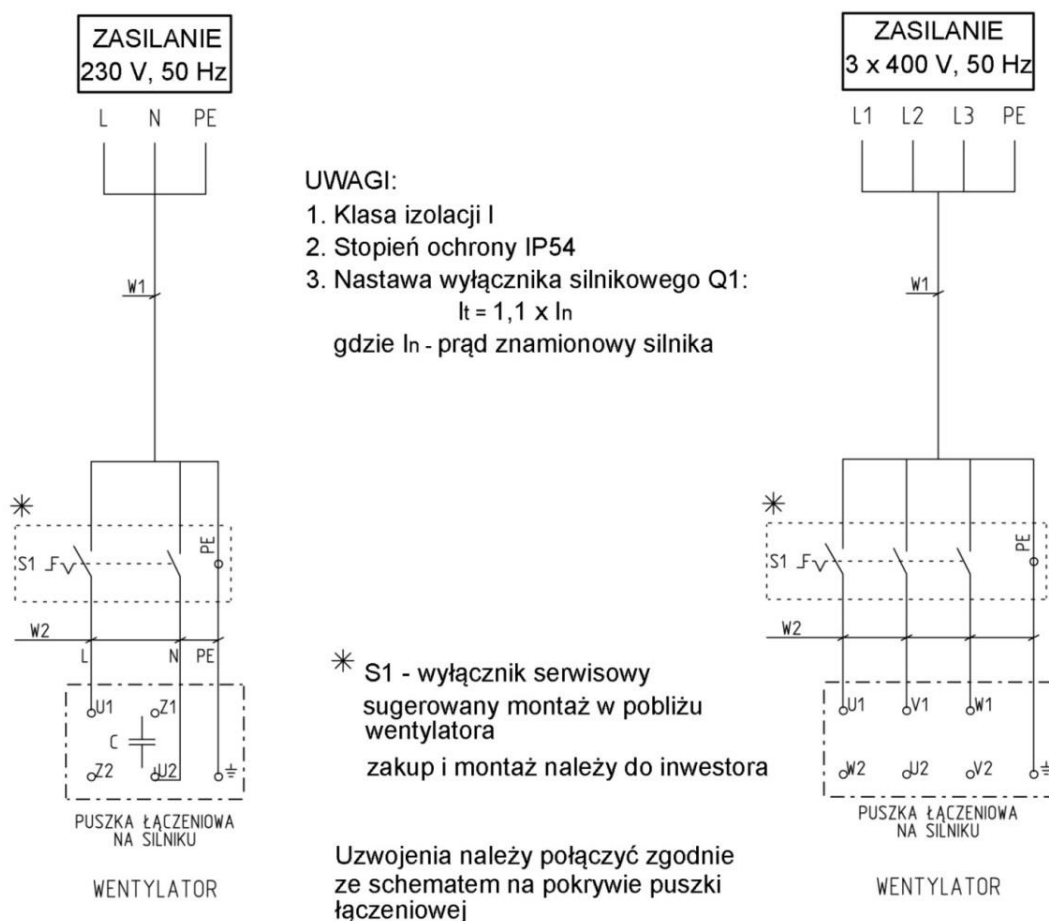 ZASILANIE
230 V, 50 Hz
L N PE
W1
S1
PE
W2
L N PE
U1 Z1
C
Z2 U2
PUSZKA ŁĄCZENIOWA
NA SILNIKU
WENTYLATOR
UWAGI:
1. Klasa izolacji I
2. Stopień ochrony IP54
3. Nastawa wyłącznika silnikowego Q1:
It = 1,1 x In
gdzie In - prąd znamionowy silnika
✳ S1 - wyłącznik serwisowy
sugerowany montaż w pobliżu
wentylatora
zakup i montaż należy do inwestora
Uzwojenia należy połączyć zgodnie
ze schematem na pokrywie puszki
łączeniowej
ZASILANIE
3 x 400 V, 50 Hz
L1 L2 L3 PE
W1
S1
PE
W2
U1 V1 W1
W2 U2 V2
PUSZKA ŁĄCZENIOWA
NA SILNIKU
WENTYLATOR